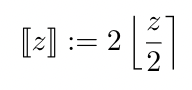 ⟦z⟧ := 2 ⌊z/2⌉